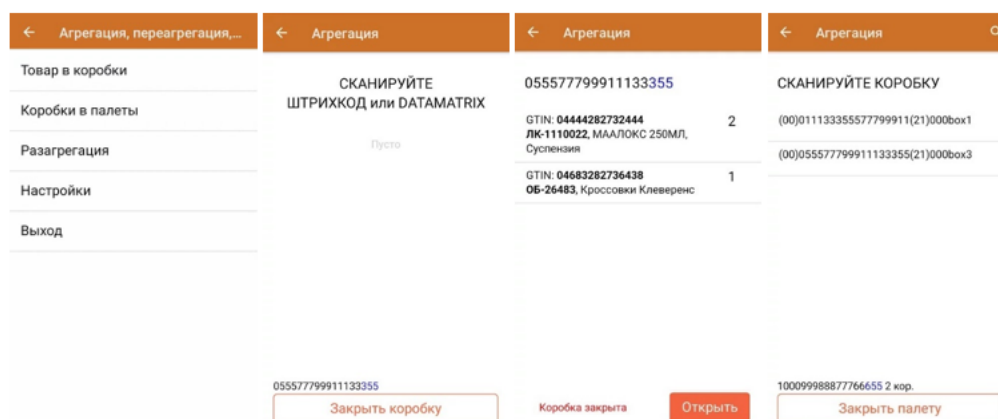 Агрегация, переагрегация,...
Товар в коробки
Коробки в палеты
Разагрегация
Настройки
Выход
Агрегация
СКАНИРУЙТЕ
ШТРИХКОД или DATAMATRIX
Пусто
055577799911133355
Закрыть коробку
Агрегация
055577799911133355
GTIN: 04444282732444 2
ЛК-1110022, МААЛОКС 250МЛ,
Суспензия
GTIN: 04683282736438 1
ОБ-26483, Кроссовки Клеверенс
Коробка закрыта Открыть
Агрегация
СКАНИРУЙТЕ КОРОБКУ
(00)011133355577799911(21)000box1
(00)055577799911133355(21)000box3
100099988877766655 2 кор.
Закрыть палету